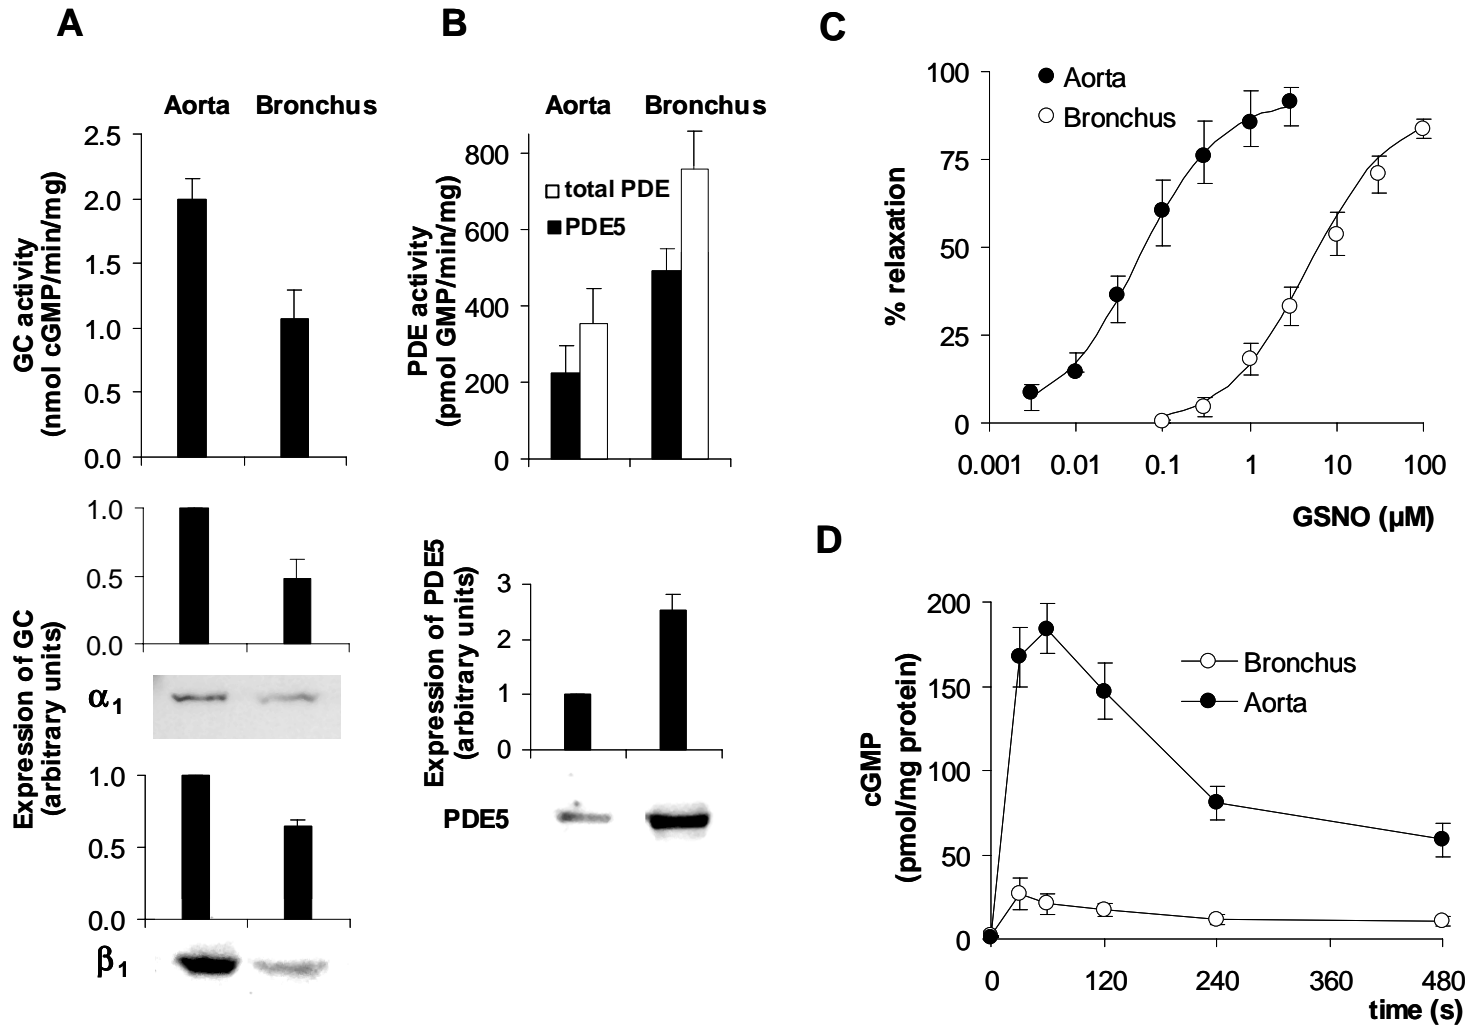 A
Aorta Bronchus
GC activity
(nmol cGMP/min/mg)
2.5
2.0
1.5
1.0
0.5
0.0
Expression of GC
(arbitrary units)
1.0
0.5
0.0
α1
1.0
0.5
0.0
β1
B
Aorta Bronchus
PDE activity
(pmol GMP/min/mg)
800
600
400
200
0
total PDE
PDE5
Expression of PDE5
(arbitrary units)
3
2
1
0
PDE5
C
Aorta
Bronchus
% relaxation
100
75
50
25
0
0.001 0.01 0.1 1 10 100
GSNO (µM)
D
cGMP
(pmol/mg protein)
200
150
100
50
0
Bronchus
Aorta
0 120 240 360 480
time (s)